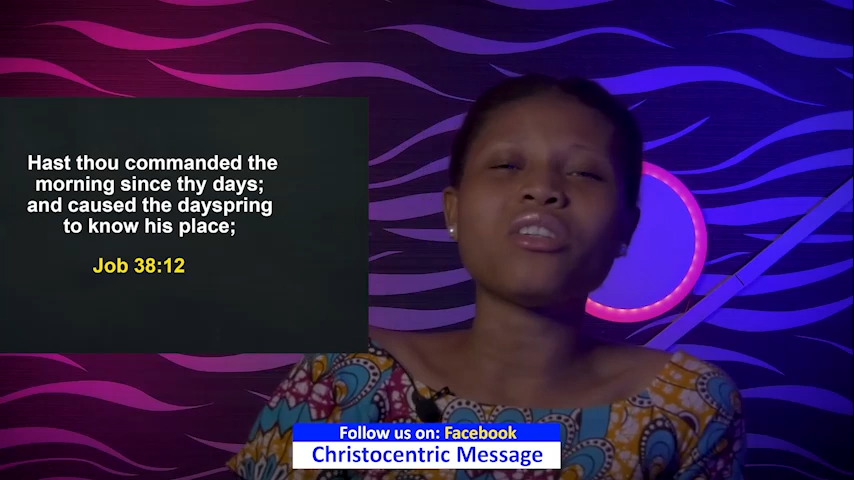 Hast thou commanded the
morning since thy days;
and caused the dayspring
to know his place;
Job 38:12
Follow us on: Facebook
Christocentric Message